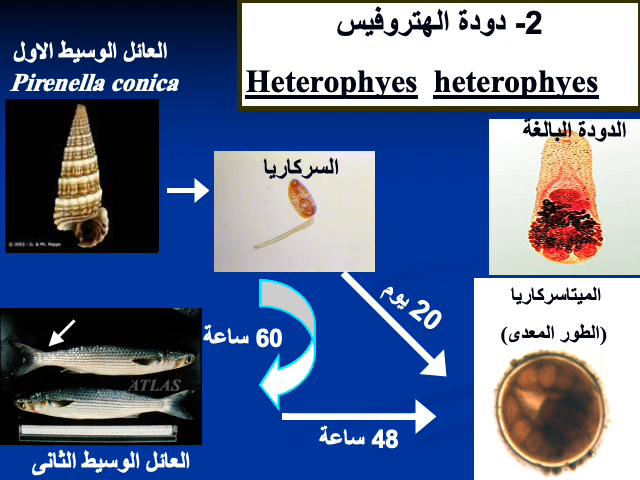 2- دودة الهتروفيس
Heterophyes heterophyes
العائل الوسيط الاول
Pirenella conica
السركاريا
الدودة البالغة
20 يوم
الميتاسركاريا
(الطور المعدى)
60 ساعة
ATLAS
48 ساعة
العائل الوسيط الثانى